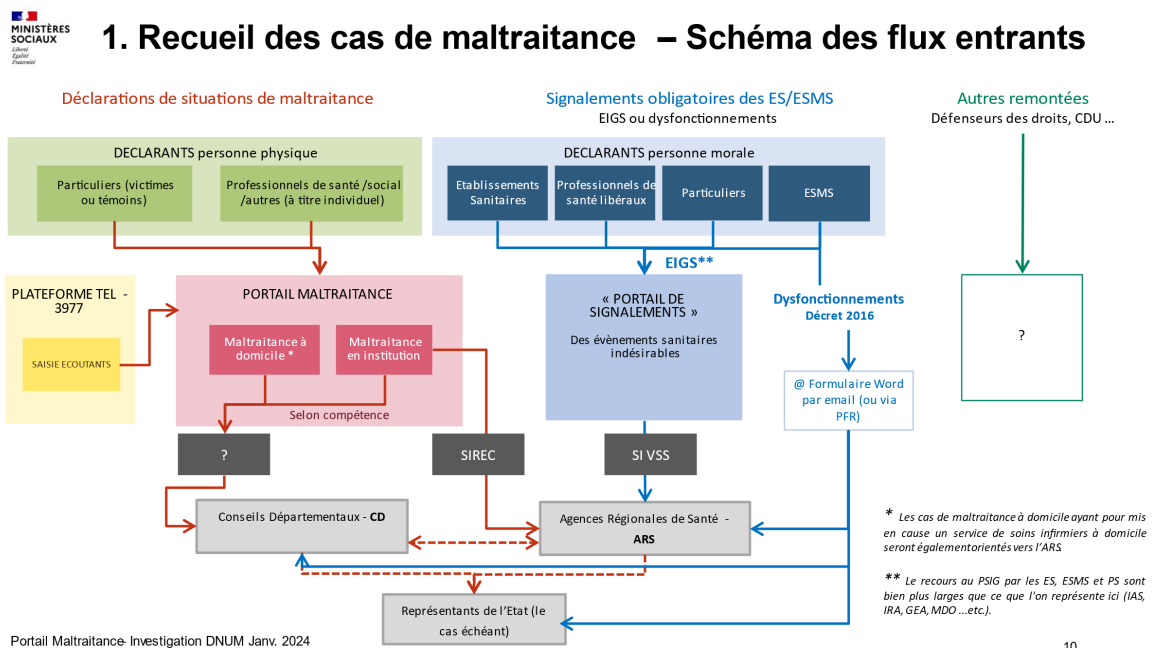 MINISTÈRES
SOCIAUX
Liberté
Égalité
Fraternité
1. Recueil des cas de maltraitance – Schéma des flux entrants
Déclarations de situations de maltraitance
Signalements obligatoires des ES/ESMS
EIGS ou dysfonctionnements
Autres remontées
Défenseurs des droits, CDU ...
DECLARANTS personne physique
Particuliers (victimes
ou témoins)
Professionnels de santé /social
/autres (à titre individuel)
DECLARANTS personne morale
Etablissements
Sanitaires
Professionnels de
santé libéraux
Particuliers
ESMS
EIGS**
PLATEFORME TEL -
3977
SAISIE ECOUTANTS
PORTAIL MALTRAITANCE
Maltraitance à
domicile *
Maltraitance
en institution
Selon compétence
« PORTAIL DE
SIGNALEMENTS »
Des évènements sanitaires
indésirables
Dysfonctionnements
Décret 2016
@ Formulaire Word
par email (ou via
PFR)
?
?
SIREC
SI VSS
Conseils Départementaux - CD
Agences Régionales de Santé -
ARS
Représentants de l'Etat (le
cas échéant)
* Les cas de maltraitance à domicile ayant pour mis
en cause un service de soins infirmiers à domicile
seront également orientés vers l'ARS.
** Le recours au PSIG par les ES, ESMS et PS sont
bien plus larges que ce que l'on représente ici (IAS,
IRA, GEA, MDO ...etc.).
Portail Maltraitance- Investigation DNUM Janv. 2024
10